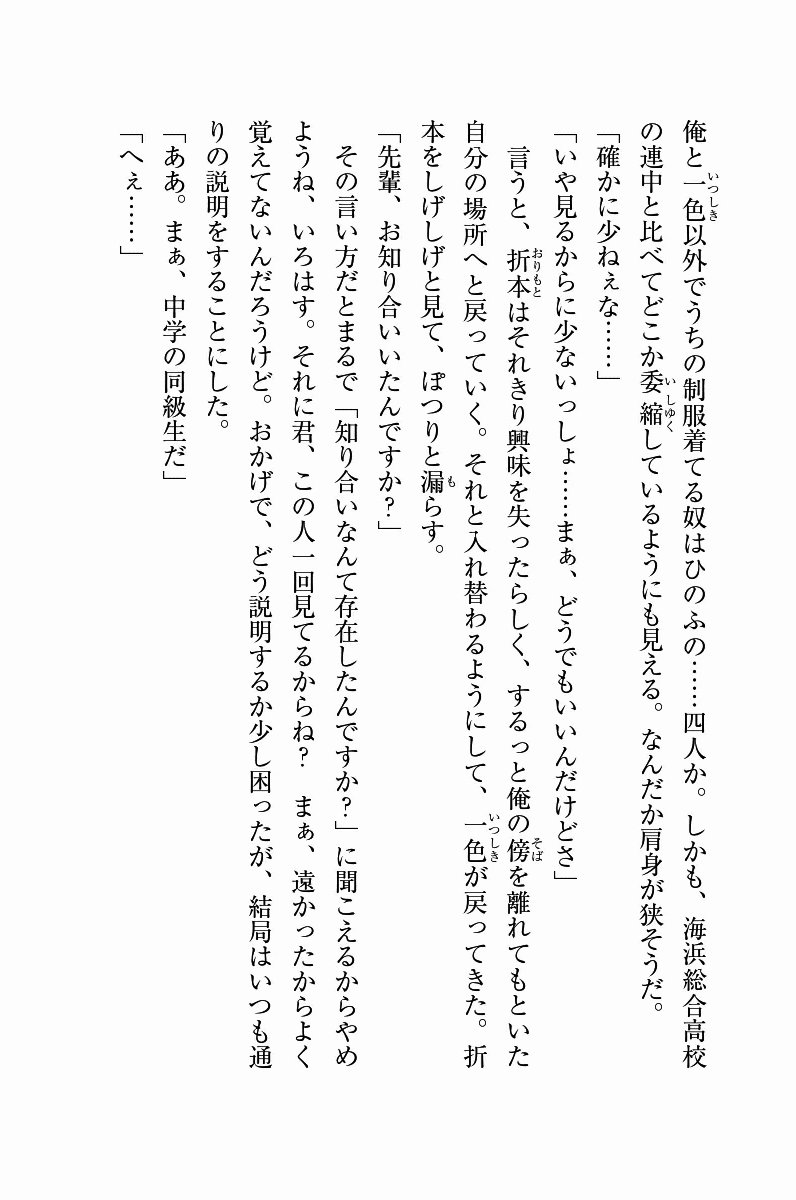 俺と一色以外でうちの制服着てる奴はひのふの……四人か。しかも、海浜総合高校
の連中と比べてどこか委縮しているようにも見える。なんだか肩身が狭そうだ。
「確かに少ねぇな……」
「いや見るからに少ないっしょ……まぁ、どうでもいいんだけどさ」
　言うと、折本はそれきり興味を失ったらしく、するっと俺の傍を離れてもといた
自分の場所へと戻っていく。それと入れ替わるようにして、一色が戻ってきた。折
本をしげしげと見て、ぽつりと漏らす。
「先輩、お知り合いいたんですか？」
　その言い方だとまるで「知り合いなんて存在したんですか？」に聞こえるからやめ
ようね、いろはす。それに君、この人一回見てるからね？　まぁ、遠かったからよく
覚えてないんだろうけど。おかげで、どう説明するか少し困ったが、結局はいつも通
りの説明をすることにした。
「ああ。まぁ、中学の同級生だ」
「へぇ……」